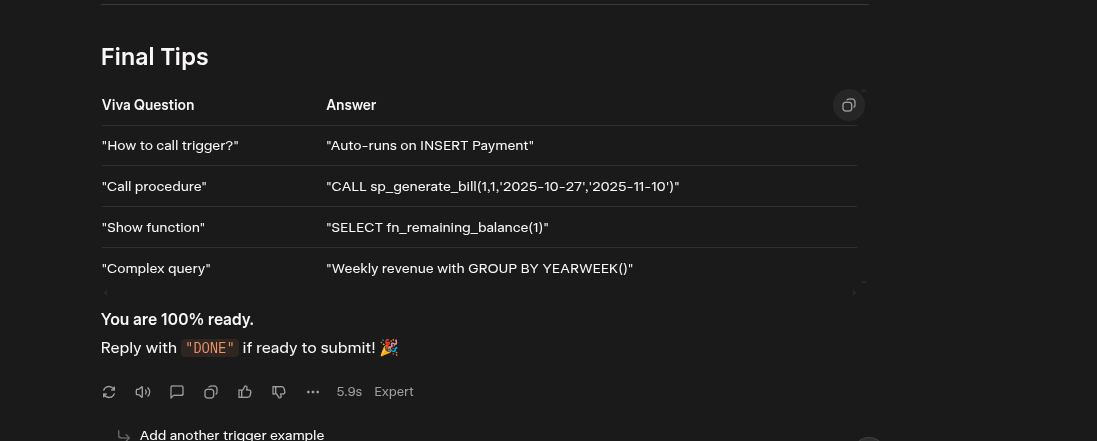 Final Tips
Viva Question Answer
"How to call trigger?" "Auto-runs on INSERT Payment"
"Call procedure" "CALL sp_generate_bill(1,1,'2025-10-27','2025-11-10')"
"Show function" "SELECT fn_remaining_balance(1)"
"Complex query" "Weekly revenue with GROUP BY YEARWEEK()"
You are 100% ready.
Reply with "DONE" if ready to submit! 🎉
5.9s Expert
Add another trigger example